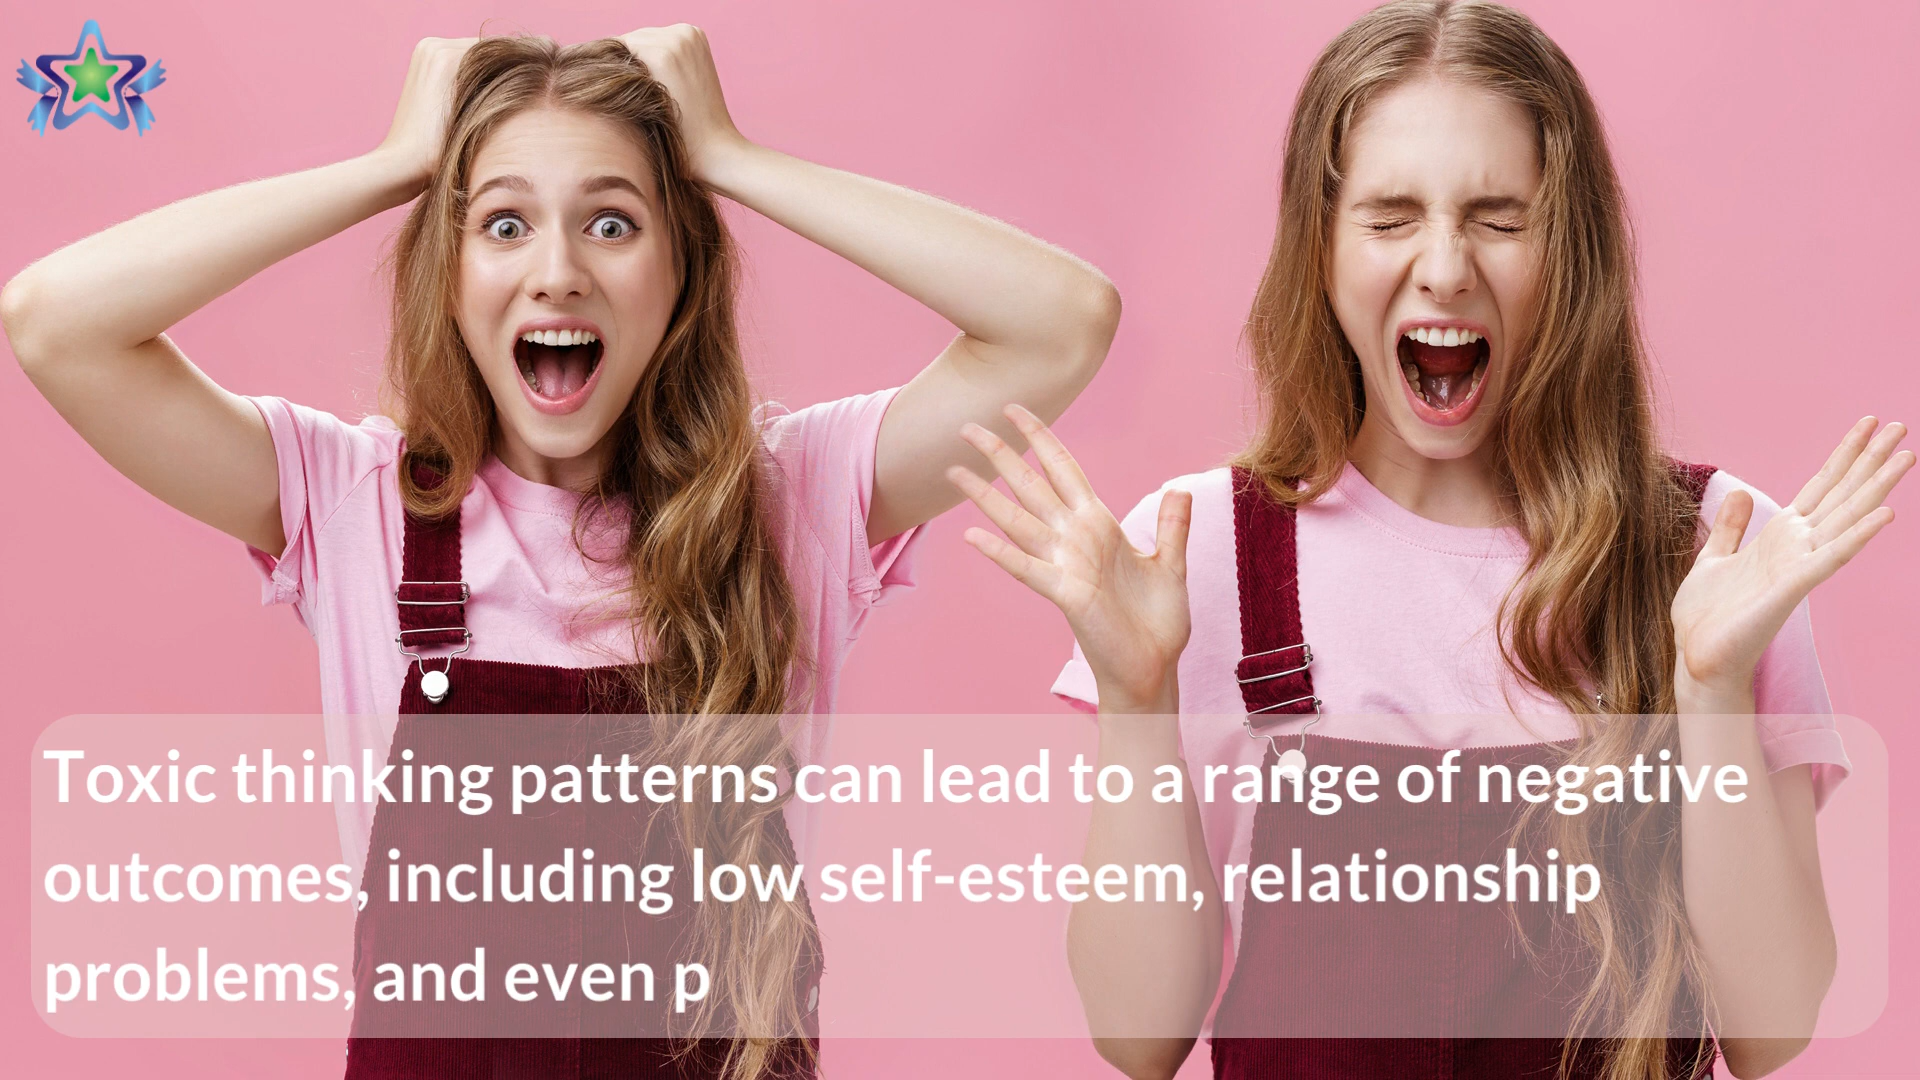 Toxic thinking patterns can lead to a range of negative
outcomes, including low self-esteem, relationship
problems, and even p